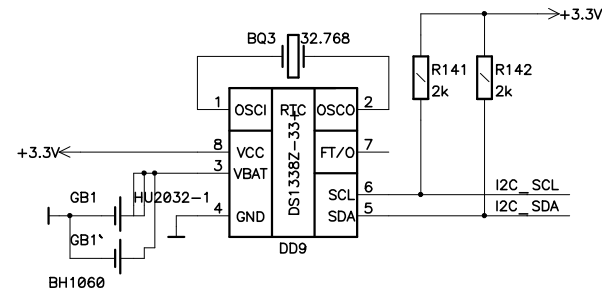 +3.3V
BQ3 32.768
R141 R142
2k 2k
1 OSCI RTC OSCO 2
+3.3V 8 VCC FT/O 7
3 VBAT
DS1338Z-33+
GB1 HU2032-1
SCL 6 I2C_SCL
4 GND SDA 5 I2C_SDA
GB1`
DD9
BH1060